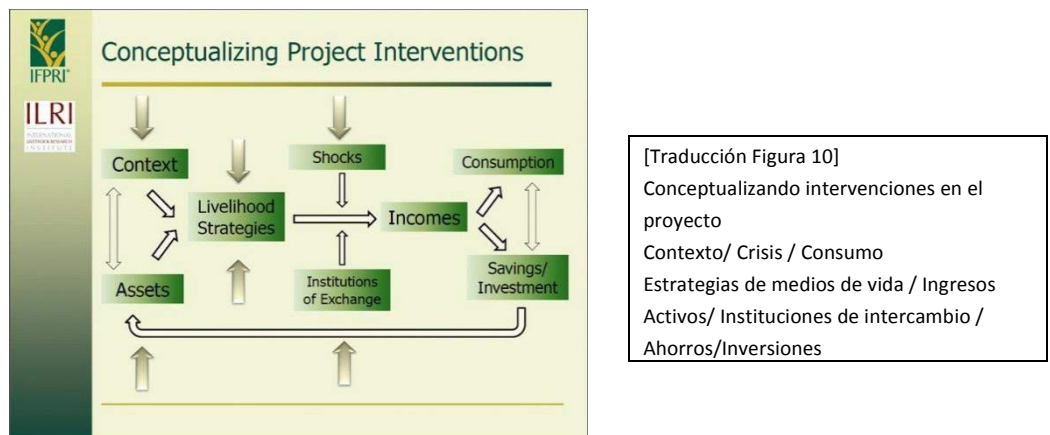 IFPRI®
Conceptualizing Project Interventions
ILRI
INTERNATIONAL
LIVESTOCK RESEARCH
INSTITUTE
Context
Shocks
Consumption
Livelihood
Strategies
Incomes
Assets
Institutions
of Exchange
Savings/
Investment
[Traducción Figura 10]
Conceptualizando intervenciones en el
proyecto
Contexto/ Crisis / Consumo
Estrategias de medios de vida / Ingresos
Activos/ Instituciones de intercambio /
Ahorros/Inversiones